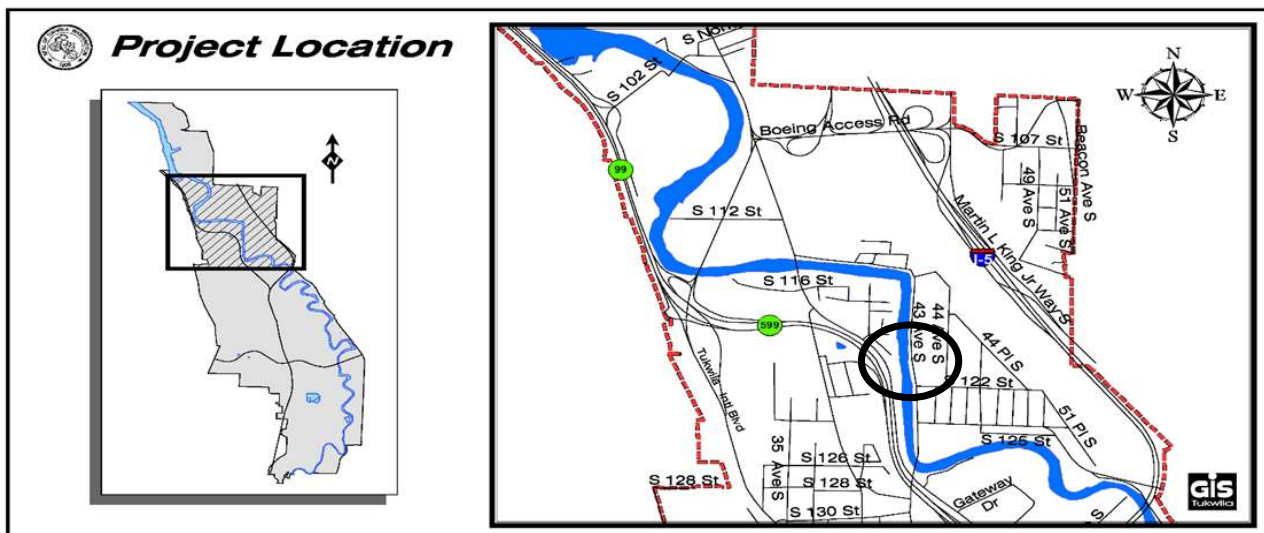 Project Location
N
S Nor
S 102 St
N
W E
S
Boeing Access Rd
S 107 St
Beacon Ave S
99
49 Ave S
51 Ave S
S 112 St
Martin L King Jr Way S
I-5
S 116 St
43 Ave S
44 Ave S
599
44 Pl S
122 St
Tukwila Intl Blvd
51 Pl S
S 125 St
35 Ave S
S 126 St
S 128 St
S 128 St
Gateway Dr
S 130 St
S
GIS
Tukwila